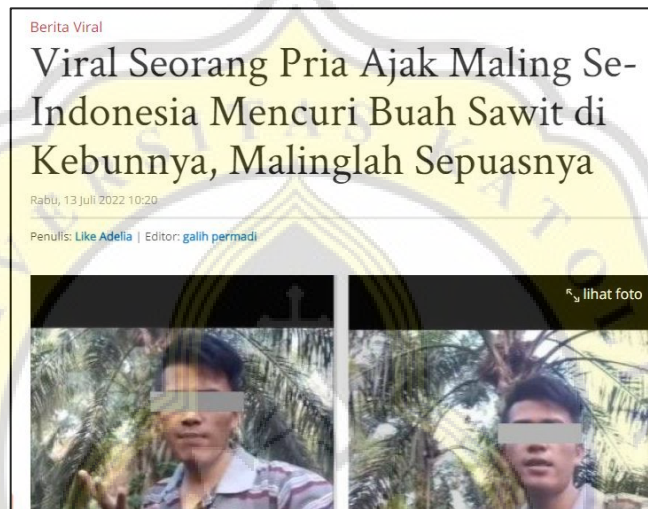 Berita Viral
Viral Seorang Pria Ajak Maling Se-
Indonesia Mencuri Buah Sawit di
Kebunnya, Malinglah Sepuasnya
Rabu, 13 Juli 2022 10:20
Penulis: Like Adelia | Editor: galih permadi
lihat foto